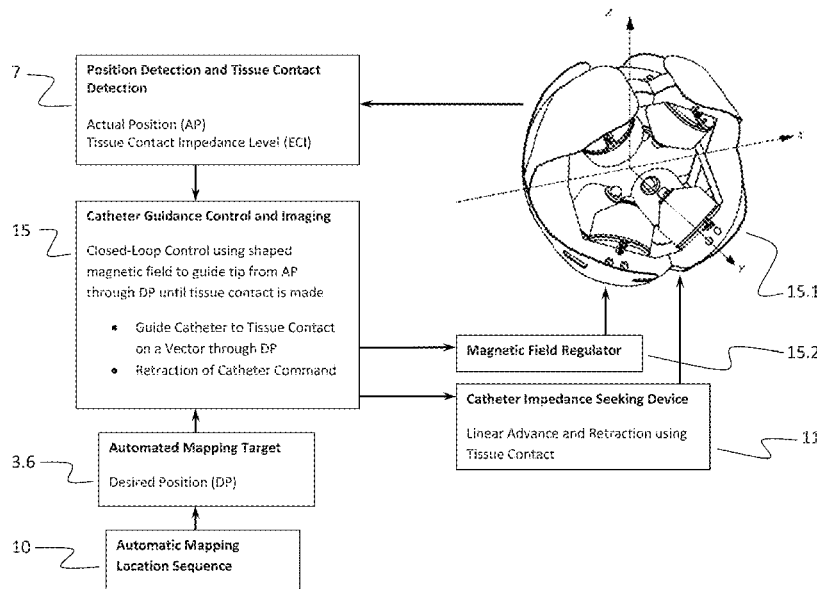 7
Position Detection and Tissue Contact
Detection
Actual Position (AP)
Tissue Contact Impedance Level (ECI)
15
Catheter Guidance Control and Imaging
Closed-Loop Control using shaped
magnetic field to guide tip from AP
through DP until tissue contact is made
Guide Catheter to Tissue Contact
on a Vector through DP
Retraction of Catheter Command
Z
X
Y
15.1
Magnetic Field Regulator
15.2
Catheter Impedance Seeking Device
Linear Advance and Retraction using
Tissue Contact
11
3.6
Automated Mapping Target
Desired Position (DP)
10
Automatic Mapping
Location Sequence